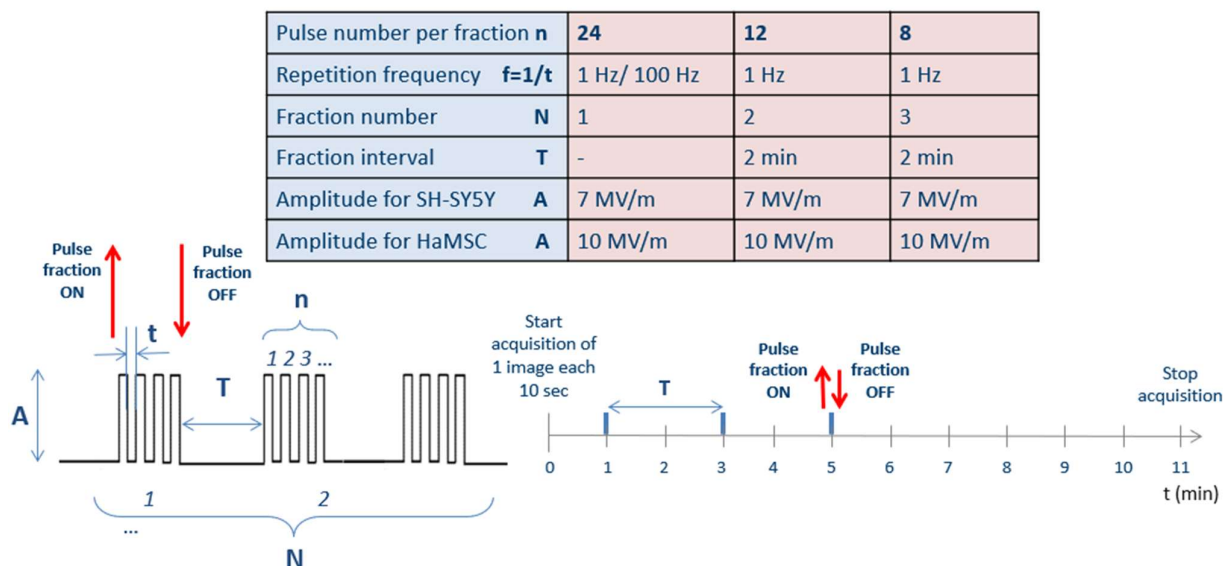 Pulse number per fraction n 24 12 8
Repetition frequency f=1/t 1 Hz/ 100 Hz 1 Hz 1 Hz
Fraction number N 1 2 3
Fraction interval T - 2 min 2 min
Amplitude for SH-SY5Y A 7 MV/m 7 MV/m 7 MV/m
Amplitude for HaMSC A 10 MV/m 10 MV/m 10 MV/m
Pulse
fraction
ON
Pulse
fraction
OFF
n
t
1 2 3 ...
T
A
1
2
...
N
Start
acquisition of
1 image each
10 sec
T
Pulse
fraction
ON
Pulse
fraction
OFF
Stop
acquisition
0 1 2 3 4 5 6 7 8 9 10 11
t (min)